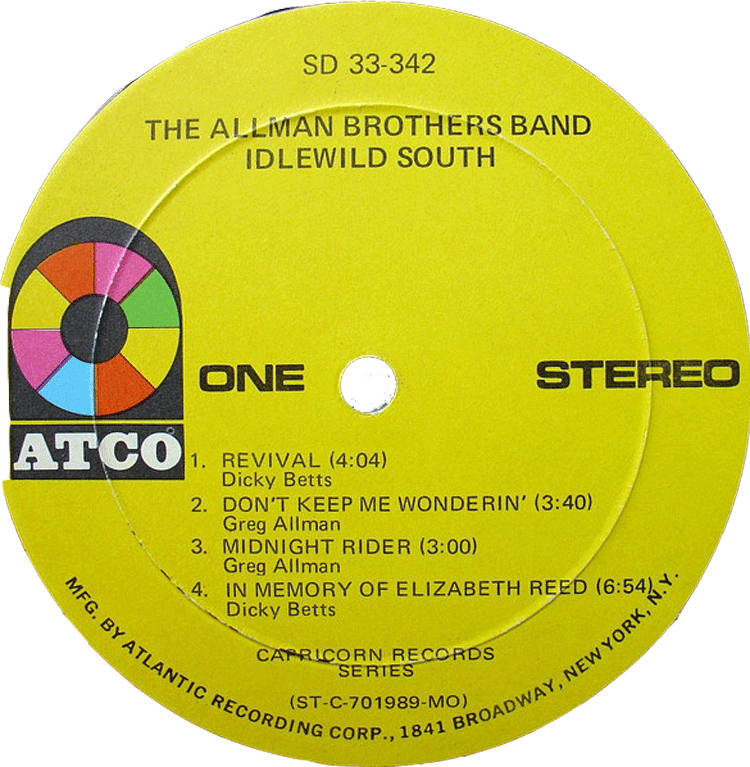 SD 33-342
THE ALLMAN BROTHERS BAND
IDLEWILD SOUTH
ONE
STEREO
ATCO
1. REVIVAL (4:04)
Dicky Betts
2. DON'T KEEP ME WONDERIN' (3:40)
Greg Allman
3. MIDNIGHT RIDER (3:00)
Greg Allman
4. IN MEMORY OF ELIZABETH REED (6:54)
Dicky Betts
CAPRICORN RECORDS
SERIES
(ST-C-701989-MO)
MFG. BY ATLANTIC RECORDING CORP., 1841 BROADWAY, NEW YORK, N.Y.